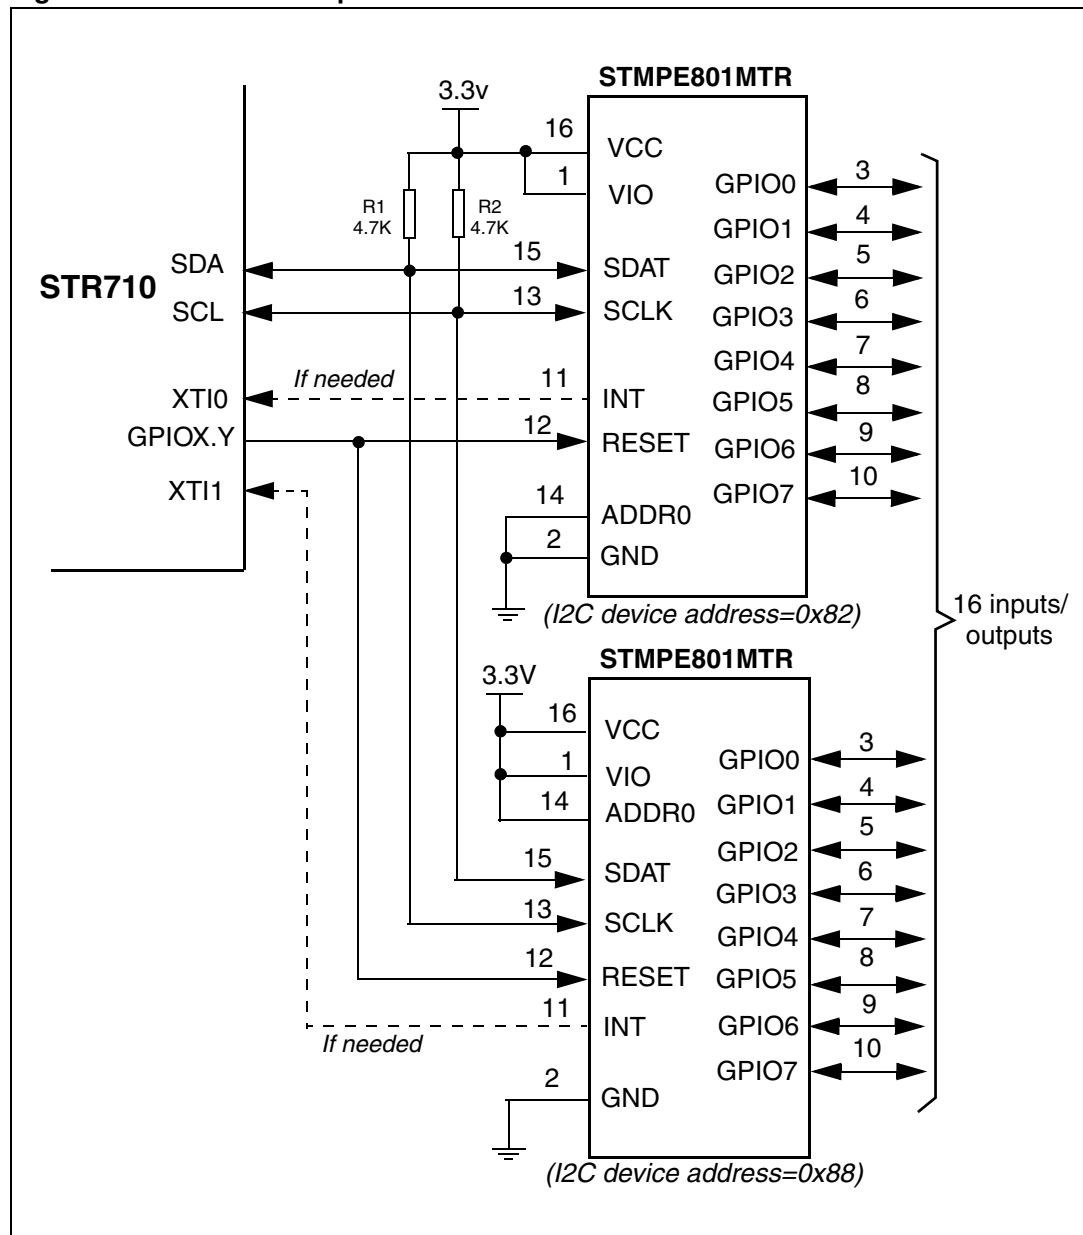 STMPE801MTR
3.3v
16
VCC
1
VIO
R1
4.7K
R2
4.7K
GPIO0
3
GPIO1
4
GPIO2
5
GPIO3
6
GPIO4
7
GPIO5
8
GPIO6
9
GPIO7
10
STR710
SDA
15
SDAT
SCL
13
SCLK
XTI0
If needed
11
INT
GPIOX.Y
12
RESET
XTI1
14
ADDR0
2
GND
(I2C device address=0x82)
16 inputs/
outputs
STMPE801MTR
3.3V
16
VCC
1
VIO
14
ADDR0
15
SDAT
13
SCLK
12
RESET
11
INT
If needed
2
GND
GPIO0
3
GPIO1
4
GPIO2
5
GPIO3
6
GPIO4
7
GPIO5
8
GPIO6
9
GPIO7
10
(I2C device address=0x88)